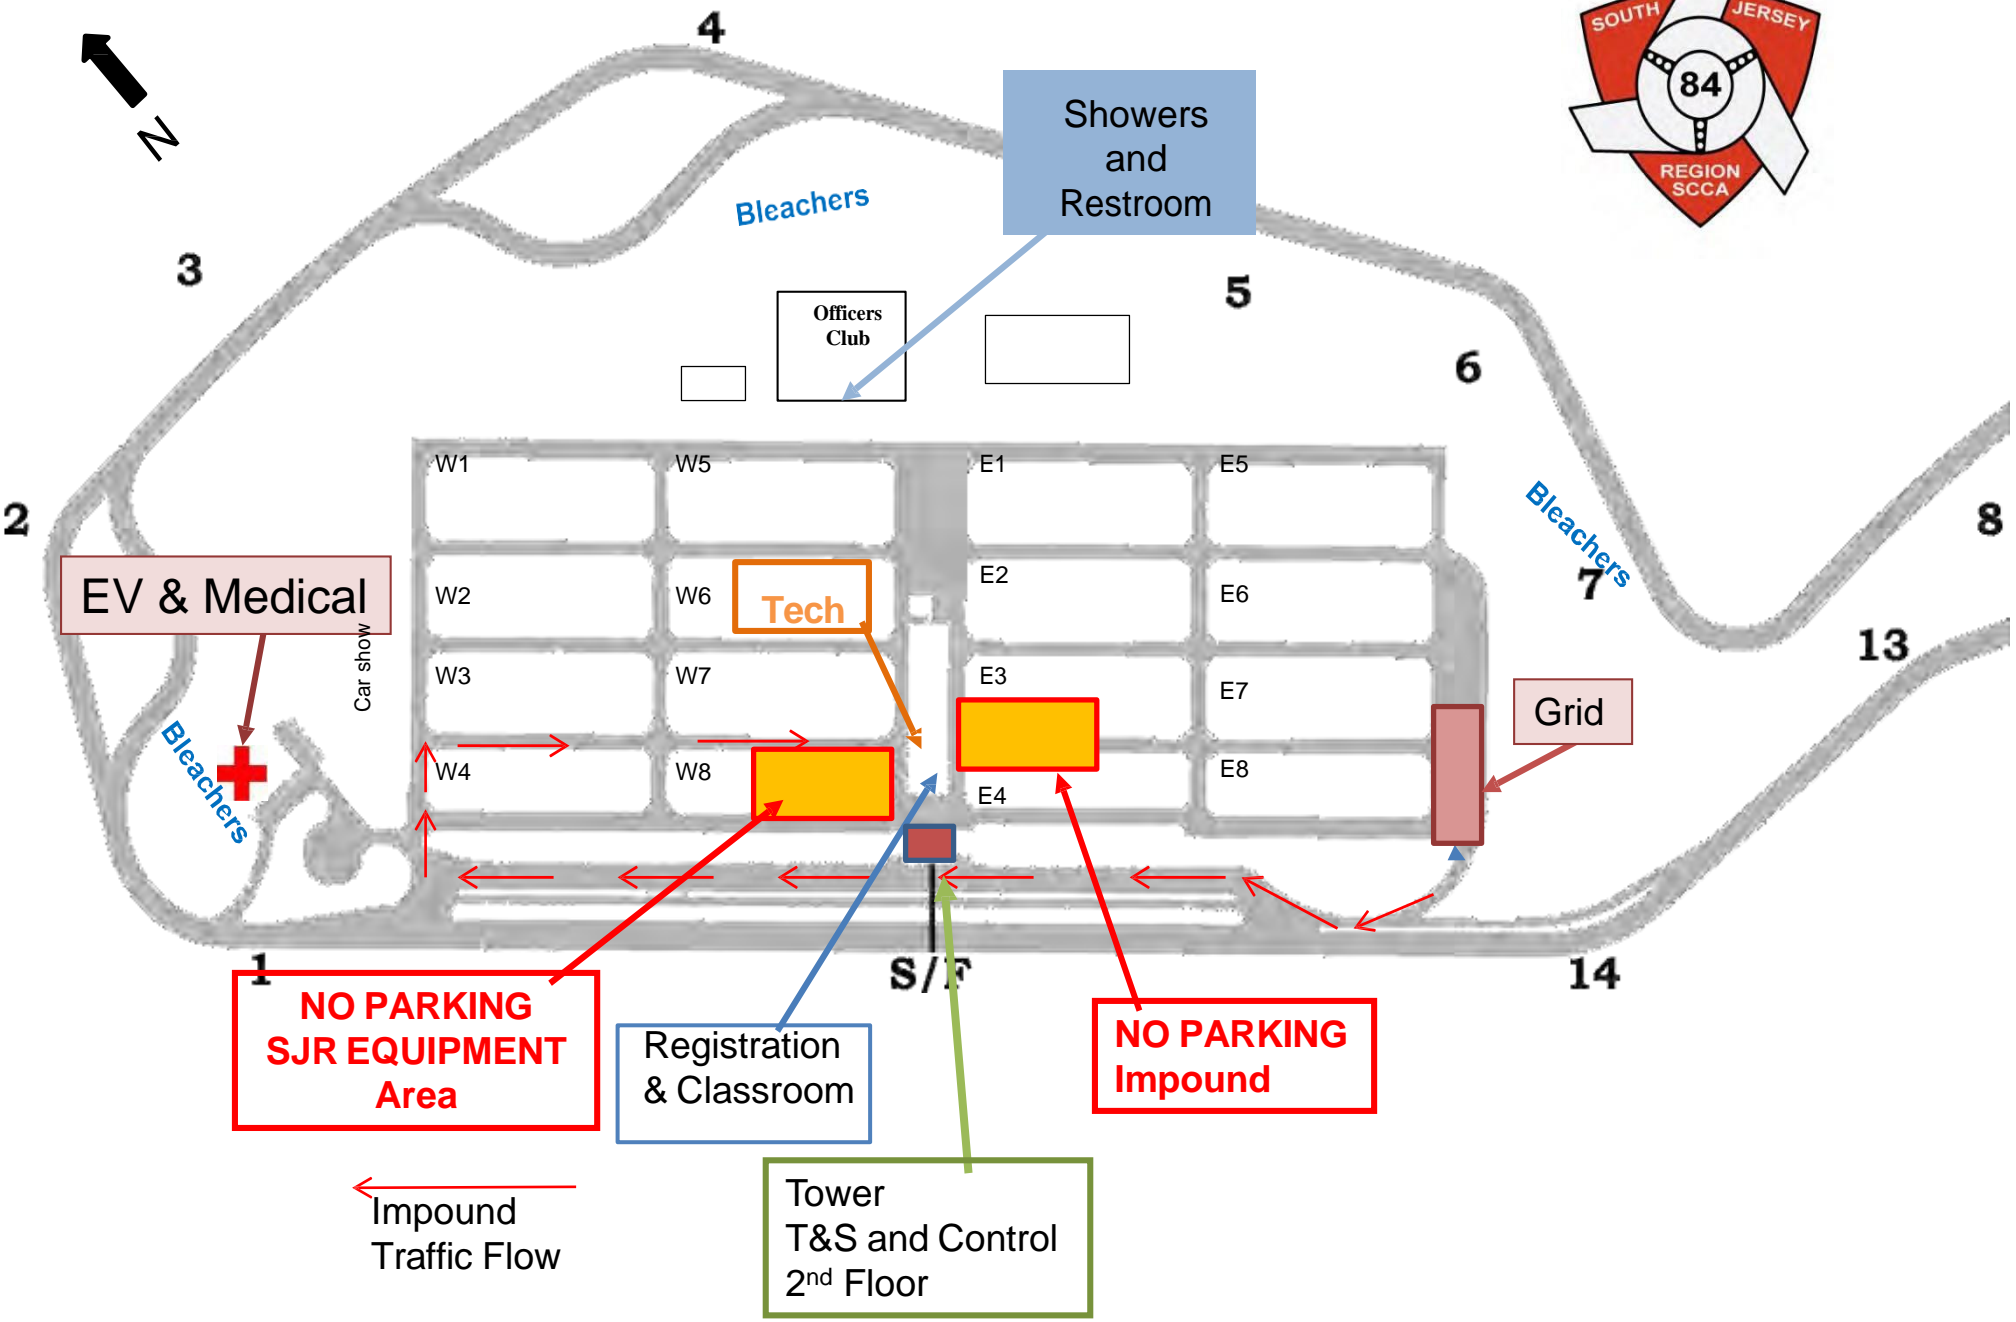 4
SOUTH JERSEY
84
REGION
SCCA
N
Showers
and
Restroom
Bleachers
3
5
Officers
Club
6
W1
W5
E1
E5
Bleachers
2
8
EV & Medical
W2
W6
Tech
E2
E6
7
Car show
13
W3
W7
E3
E7
Grid
Bleachers
W4
W8
E4
E8
1
S/F
14
NO PARKING
SJR EQUIPMENT
Area
Registration
& Classroom
NO PARKING
Impound
Impound
Traffic Flow
Tower
T&S and Control
2nd Floor